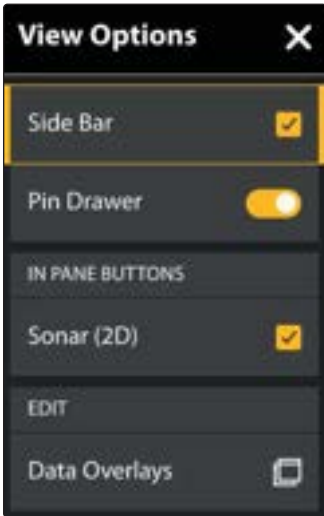 View Options
Side Bar
Pin Drawer
IN PANE BUTTONS
Sonar (2D)
EDIT
Data Overlays